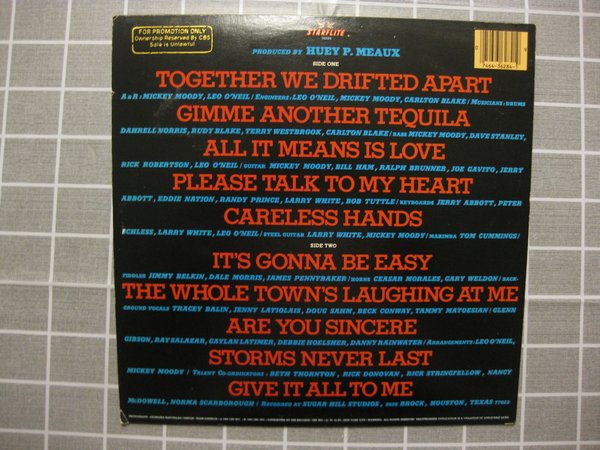 FOR PROMOTION ONLY
Ownership Reserved By CBS
Sale is Unlawful
STARFLITE
PRODUCED BY HUEY P. MEAUX
SIDE ONE
TOGETHER WE DRIFTED APART
A&R: MICKEY MOODY, LEO O'NEIL/ENGINEERS: LEO O'NEIL, MICKEY MOODY, CARLTON BLAKE/MUSICIANS: DRUMS
GIMME ANOTHER TEQUILA
DAHRELL NORRIS, RUDY BLAKE, TERRY WESTBROOK, CARLTON BLAKE/BASS MICKEY MOODY, DAVE STANLEY,
ALL IT MEANS IS LOVE
RICK ROBERTSON, LEO O'NEIL/GUITAR MICKEY MOODY, BILL HAM, RALPH BRUNNER, JOE GAVITO, JERRY
PLEASE TALK TO MY HEART
ABBOTT, EDDIE NATION, RANDY PRINCE, LARRY WHITE, BOB TUTTLE/KEYBOARDS JERRY ABBOTT, PETER
CARELESS HANDS
SCHLESS, LARRY WHITE, LEO O'NEIL/STEEL GUITAR LARRY WHITE, MICKEY MOODY/MARIMBA TOM CUMMINGS/
SIDE TWO
IT'S GONNA BE EASY
FIDDLES JIMMY BELKIN, DALE MORRIS, JAMES PENNYBAKER/HORNS CEASAR MORALES, GARY WELDON/BACK-
THE WHOLE TOWN'S LAUGHING AT ME
GROUND VOCALS TRACEY BALIN, JENNY LATIOLAIS, DOUG SAHM, BECK CONWAY, TAMMY MATOESIAN/GLENN
ARE YOU SINCERE
GIBSON, RAY SALAZAR, GAYLAN LATIMER, DEBBIE HOELSHER, DANNY RAINWATER/ARRANGEMENTS: LEO O'NEIL,
STORMS NEVER LAST
MICKEY MOODY/TALENT CO-ORDINATORS: BETH THORNTON, RICK DONOVAN, RICK STRINGFELLOW, NANCY
GIVE IT ALL TO ME
McDOWELL, NORMA SCARBOROUGH/RECORDED AT SUGAR HILL STUDIOS, 5626 BROCK, HOUSTON, TEXAS 77023